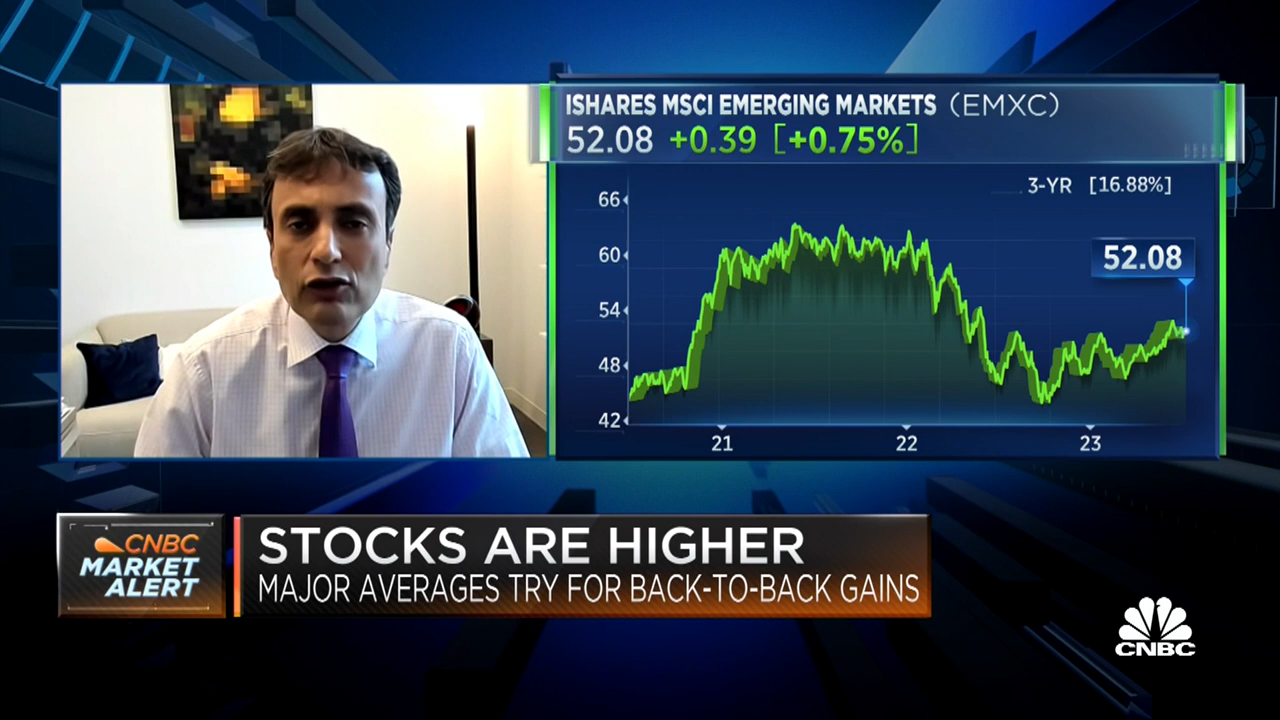 ISHARES MSCI EMERGING MARKETS (EMXC)
52.08 +0.39 [+0.75%]
3-YR [16.88%]
66
60
54
48
42
52.08
21 22 23
CNBC
MARKET
ALERT
STOCKS ARE HIGHER
MAJOR AVERAGES TRY FOR BACK-TO-BACK GAINS
CNBC